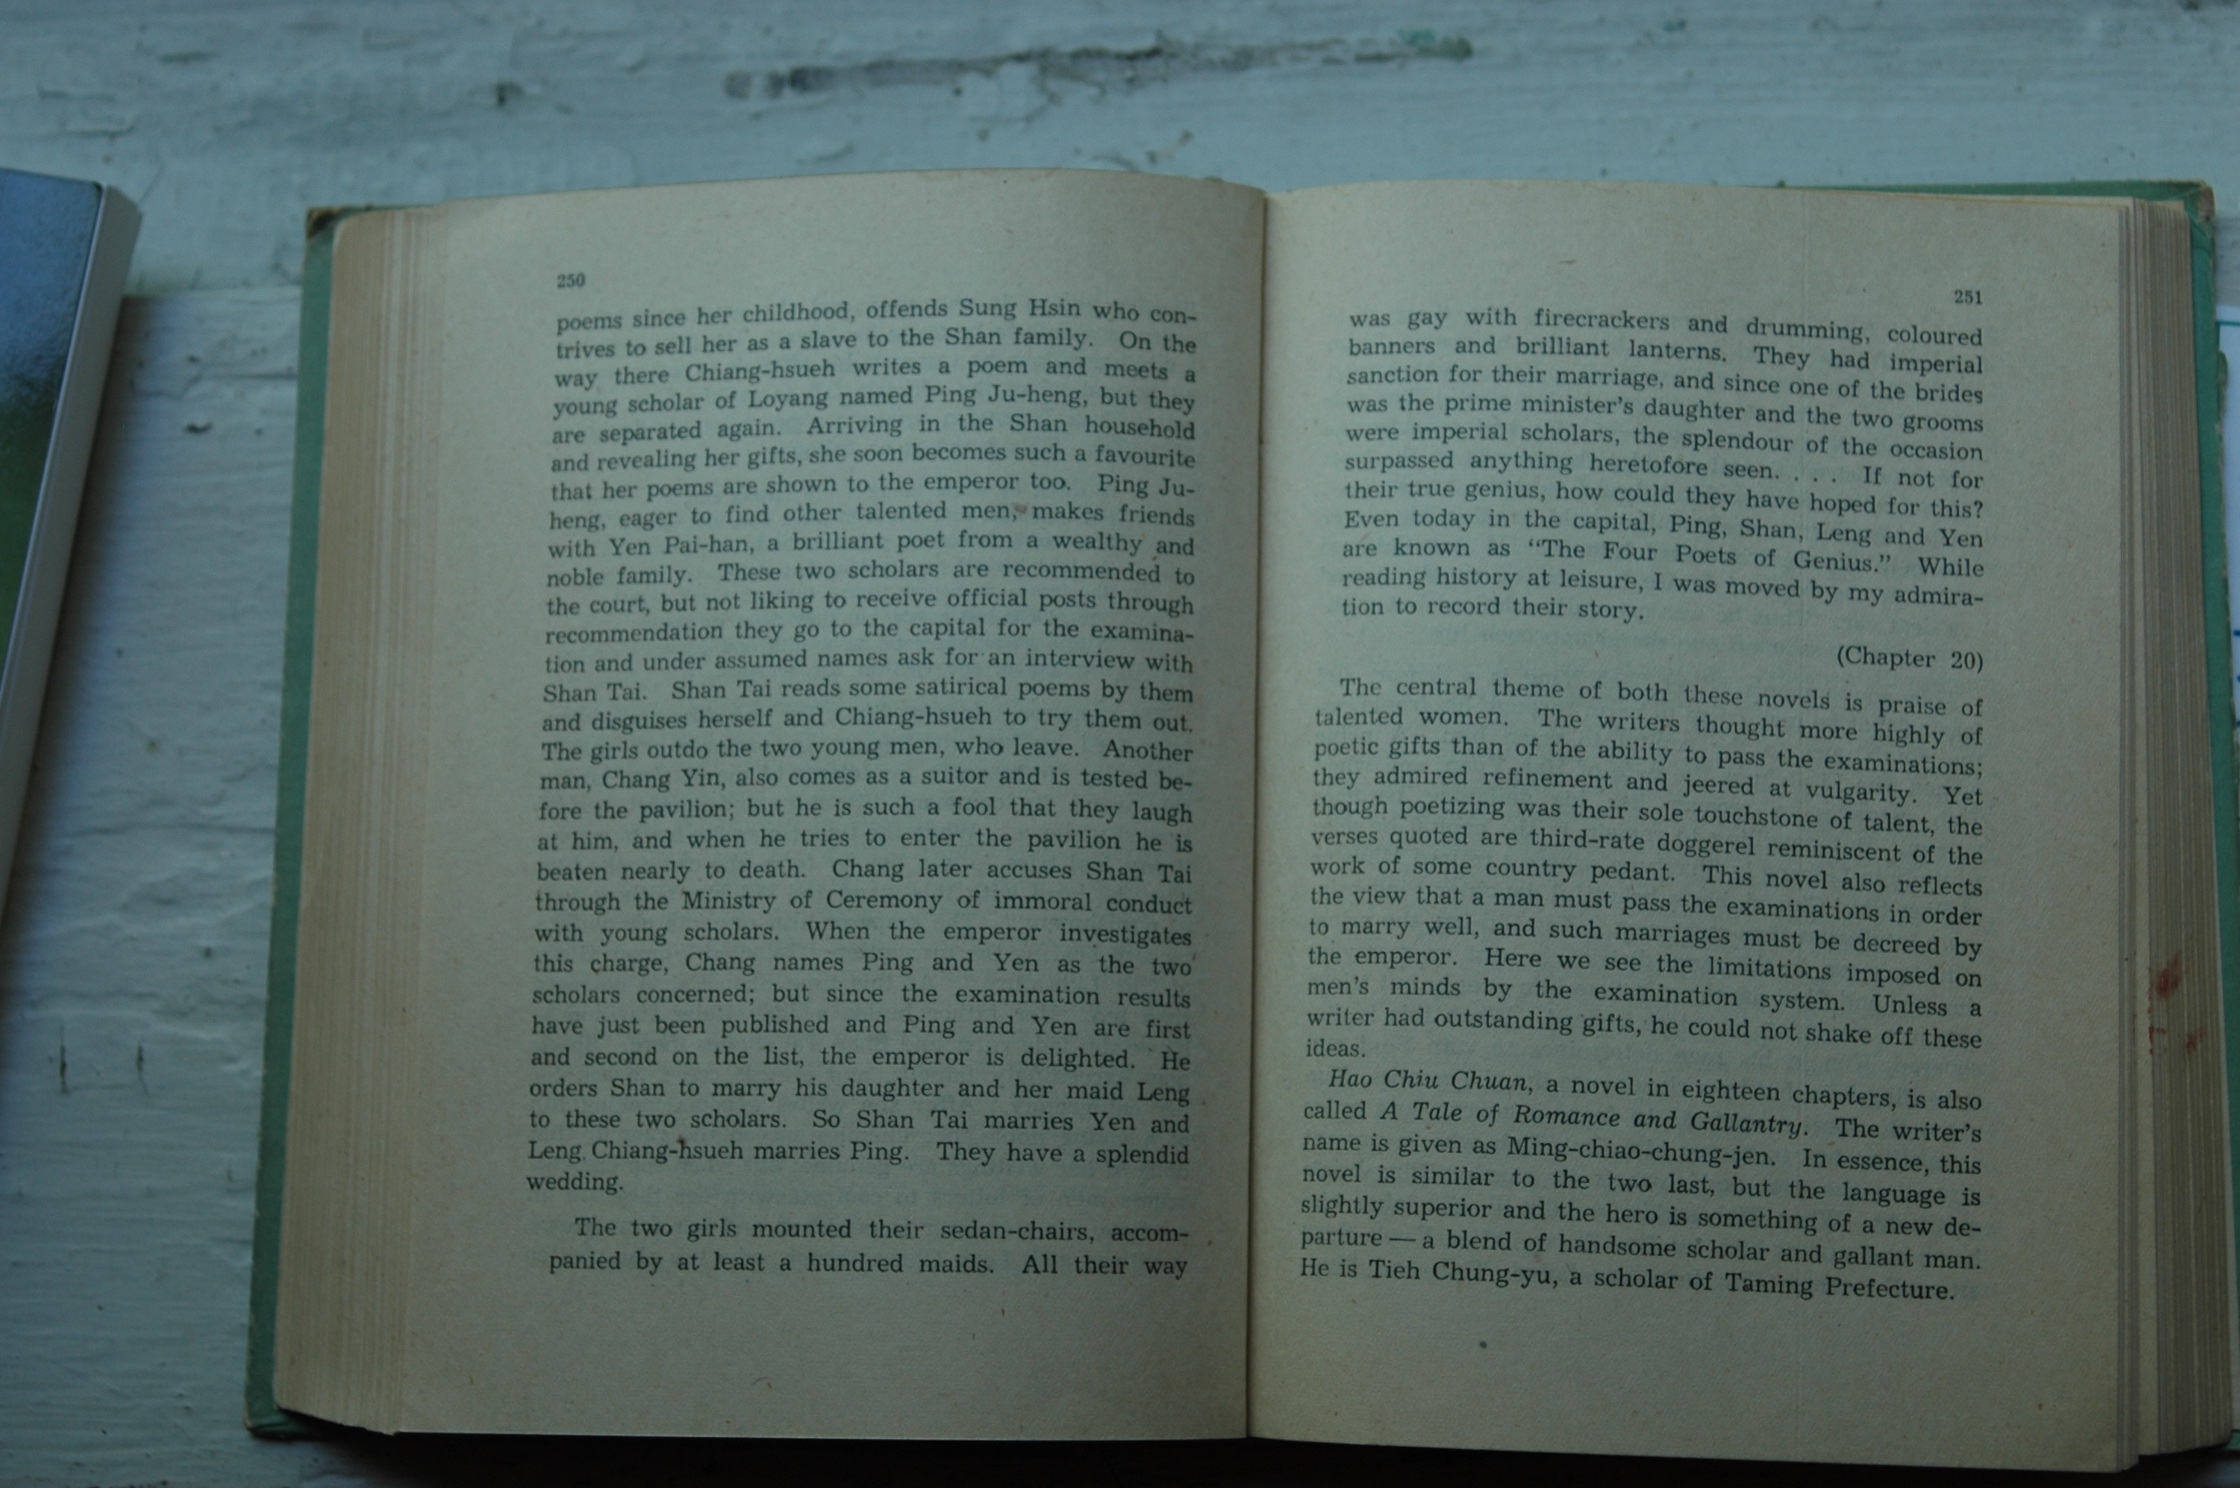 250
poems since her childhood, offends Sung Hsin who con-
trives to sell her as a slave to the Shan family. On the
way there Chiang-hsueh writes a poem and meets a
young scholar of Loyang named Ping Ju-heng, but they
are separated again. Arriving in the Shan household
and revealing her gifts, she soon becomes such a favourite
that her poems are shown to the emperor too. Ping Ju-
heng, eager to find other talented men, makes friends
with Yen Pai-han, a brilliant poet from a wealthy and
noble family. These two scholars are recommended to
the court, but not liking to receive official posts through
recommendation they go to the capital for the examina-
tion and under assumed names ask for an interview with
Shan Tai. Shan Tai reads some satirical poems by them
and disguises herself and Chiang-hsueh to try them out.
The girls outdo the two young men, who leave. Another
man, Chang Yin, also comes as a suitor and is tested be-
fore the pavilion; but he is such a fool that they laugh
at him, and when he tries to enter the pavilion he is
beaten nearly to death. Chang later accuses Shan Tai
through the Ministry of Ceremony of immoral conduct
with young scholars. When the emperor investigates
this charge, Chang names Ping and Yen as the two
scholars concerned; but since the examination results
have just been published and Ping and Yen are first
and second on the list, the emperor is delighted. He
orders Shan to marry his daughter and her maid Leng
to these two scholars. So Shan Tai marries Yen and
Leng Chiang-hsueh marries Ping. They have a splendid
wedding.
The two girls mounted their sedan-chairs, accom-
panied by at least a hundred maids. All their way
251
was gay with firecrackers and drumming, coloured
banners and brilliant lanterns. They had imperial
sanction for their marriage, and since one of the brides
was the prime minister's daughter and the two grooms
were imperial scholars, the splendour of the occasion
surpassed anything heretofore seen. . . . If not for
their true genius, how could they have hoped for this?
Even today in the capital, Ping, Shan, Leng and Yen
are known as “The Four Poets of Genius.” While
reading history at leisure, I was moved by my admira-
tion to record their story.
(Chapter 20)
The central theme of both these novels is praise of
talented women. The writers thought more highly of
poetic gifts than of the ability to pass the examinations;
they admired refinement and jeered at vulgarity. Yet
though poetizing was their sole touchstone of talent, the
verses quoted are third-rate doggerel reminiscent of the
work of some country pedant. This novel also reflects
the view that a man must pass the examinations in order
to marry well, and such marriages must be decreed by
the emperor. Here we see the limitations imposed on
men's minds by the examination system. Unless a
writer had outstanding gifts, he could not shake off these
ideas.
Hao Chiu Chuan, a novel in eighteen chapters, is also
called A Tale of Romance and Gallantry. The writer's
name is given as Ming-chiao-chung-jen. In essence, this
novel is similar to the two last, but the language is
slightly superior and the hero is something of a new de-
parture — a blend of handsome scholar and gallant man.
He is Tieh Chung-yu, a scholar of Taming Prefecture.